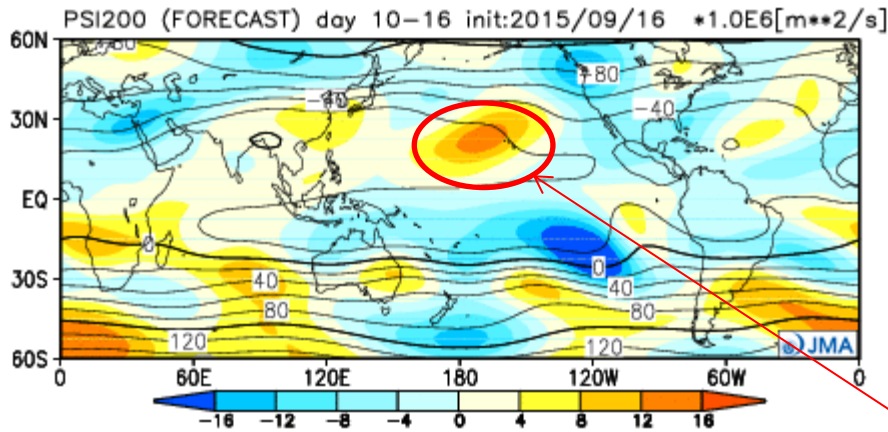 PSI200 (FORECAST) day 10-16 init:2015/09/16 *1.0E6[m**2/s]
60N
80
-40
-40
30N
EQ
0
0
30S
40
40
80
80
120
120
JMA
60S
0 60E 120E 180 120W 60W 0
-16 -12 -8 -4 0 4 8 12 16